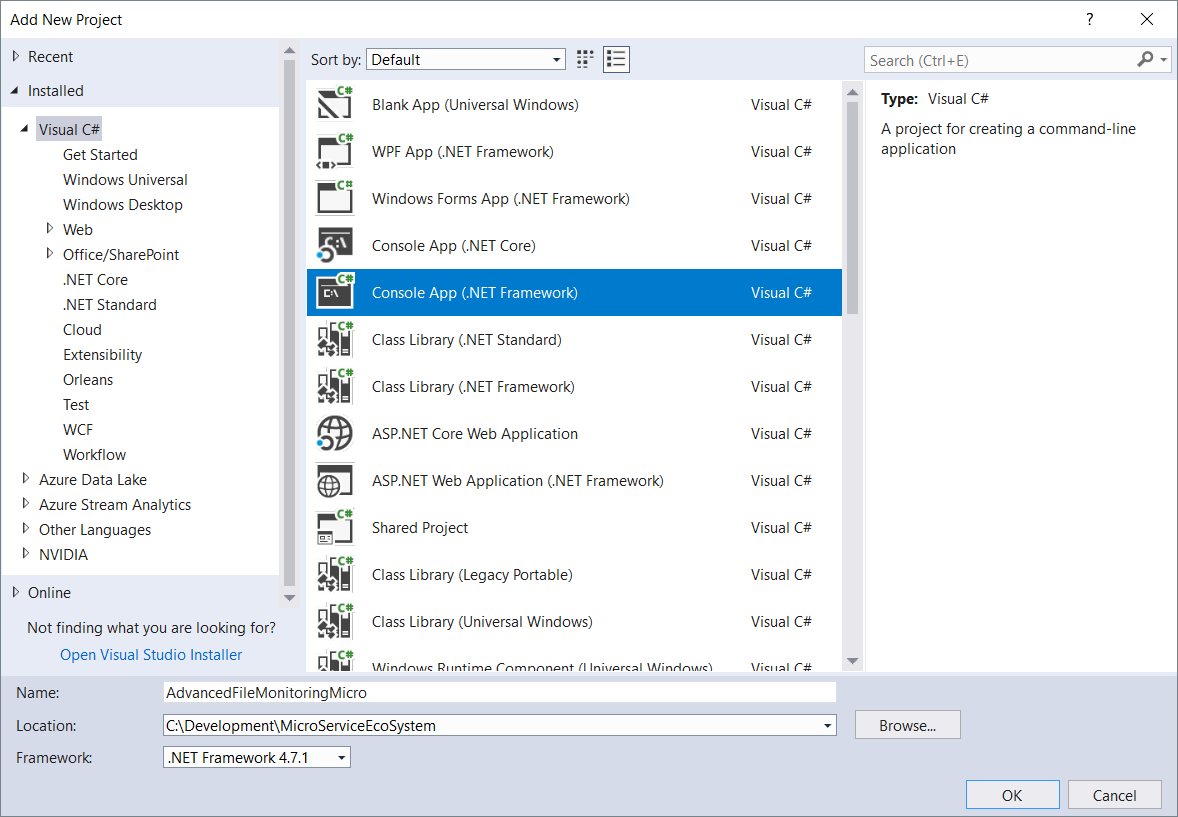 Add New Project
?
Recent
Installed
Visual C#
Get Started
Windows Universal
Windows Desktop
Web
Office/SharePoint
.NET Core
.NET Standard
Cloud
Extensibility
Orleans
Test
WCF
Workflow
Azure Data Lake
Azure Stream Analytics
Other Languages
NVIDIA
Online
Not finding what you are looking for?
Open Visual Studio Installer
Sort by: Default
C# Blank App (Universal Windows) Visual C#
C# WPF App (.NET Framework) Visual C#
C# Windows Forms App (.NET Framework) Visual C#
C:\ Console App (.NET Core) Visual C#
C# C:\ Console App (.NET Framework) Visual C#
C# Class Library (.NET Standard) Visual C#
C# Class Library (.NET Framework) Visual C#
ASP.NET Core Web Application Visual C#
ASP.NET Web Application (.NET Framework) Visual C#
C# Shared Project Visual C#
C# Class Library (Legacy Portable) Visual C#
C# Class Library (Universal Windows) Visual C#
C# Windows Runtime Component (Universal Windows) Visual C#
Search (Ctrl+E)
Type: Visual C#
A project for creating a command-line
application
Name: AdvancedFileMonitoringMicro
Location: C:\Development\MicroServiceEcoSystem Browse...
Framework: .NET Framework 4.7.1
OK Cancel